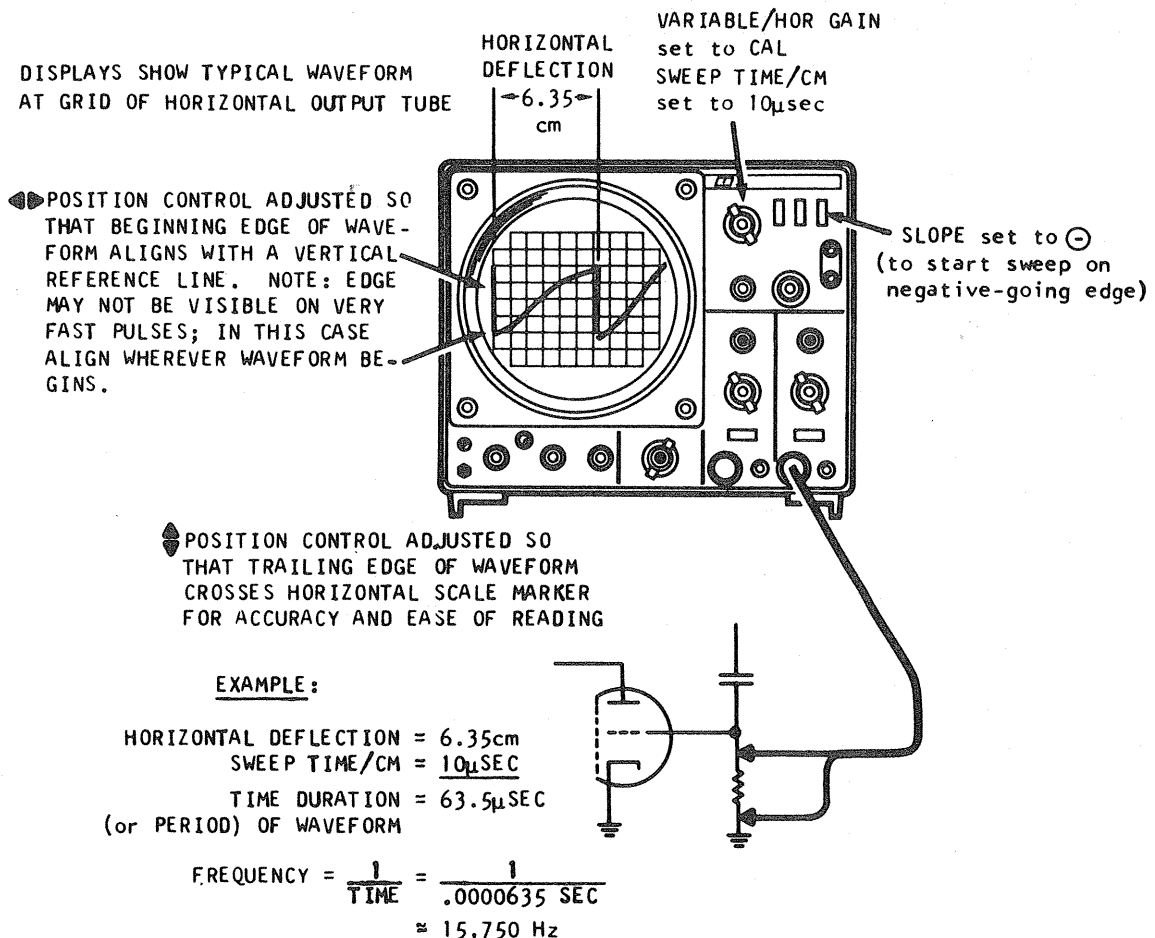 DISPLAYS SHOW TYPICAL WAVEFORM
AT GRID OF HORIZONTAL OUTPUT TUBE
HORIZONTAL
DEFLECTION
6.35
cm
VARIABLE/HOR GAIN
set to CAL
SWEEP TIME/CM
set to 10µsec
POSITION CONTROL ADJUSTED SO
THAT BEGINNING EDGE OF WAVE-
FORM ALIGNS WITH A VERTICAL
REFERENCE LINE. NOTE: EDGE
MAY NOT BE VISIBLE ON VERY
FAST PULSES; IN THIS CASE
ALIGN WHEREVER WAVEFORM BE-
GINS.
SLOPE set to ⊖
(to start sweep on
negative-going edge)
POSITION CONTROL ADJUSTED SO
THAT TRAILING EDGE OF WAVEFORM
CROSSES HORIZONTAL SCALE MARKER
FOR ACCURACY AND EASE OF READING
EXAMPLE:
HORIZONTAL DEFLECTION = 6.35cm
SWEEP TIME/CM = 10µSEC
TIME DURATION = 63.5µSEC
(or PERIOD) OF WAVEFORM
FREQUENCY = 1/TIME = 1/.0000635 SEC
≈ 15,750 Hz